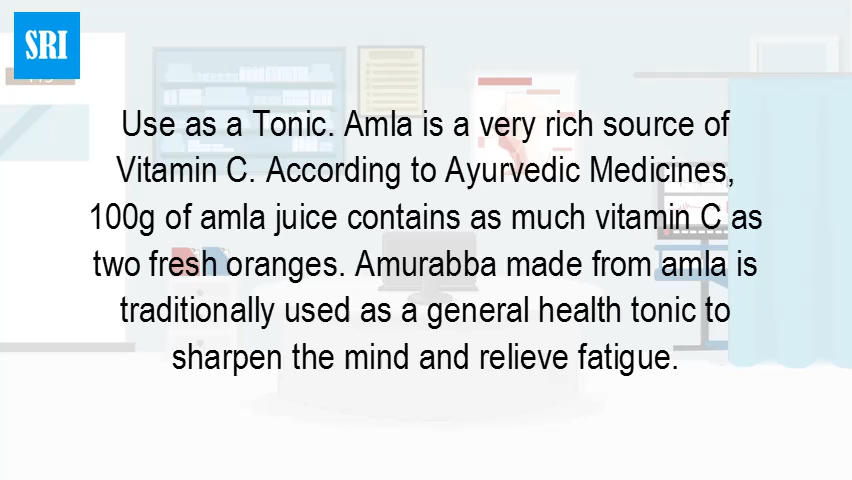 SRI
Use as a Tonic. Amla is a very rich source of
Vitamin C. According to Ayurvedic Medicines,
100g of amla juice contains as much vitamin C as
two fresh oranges. Amurabba made from amla is
traditionally used as a general health tonic to
sharpen the mind and relieve fatigue.